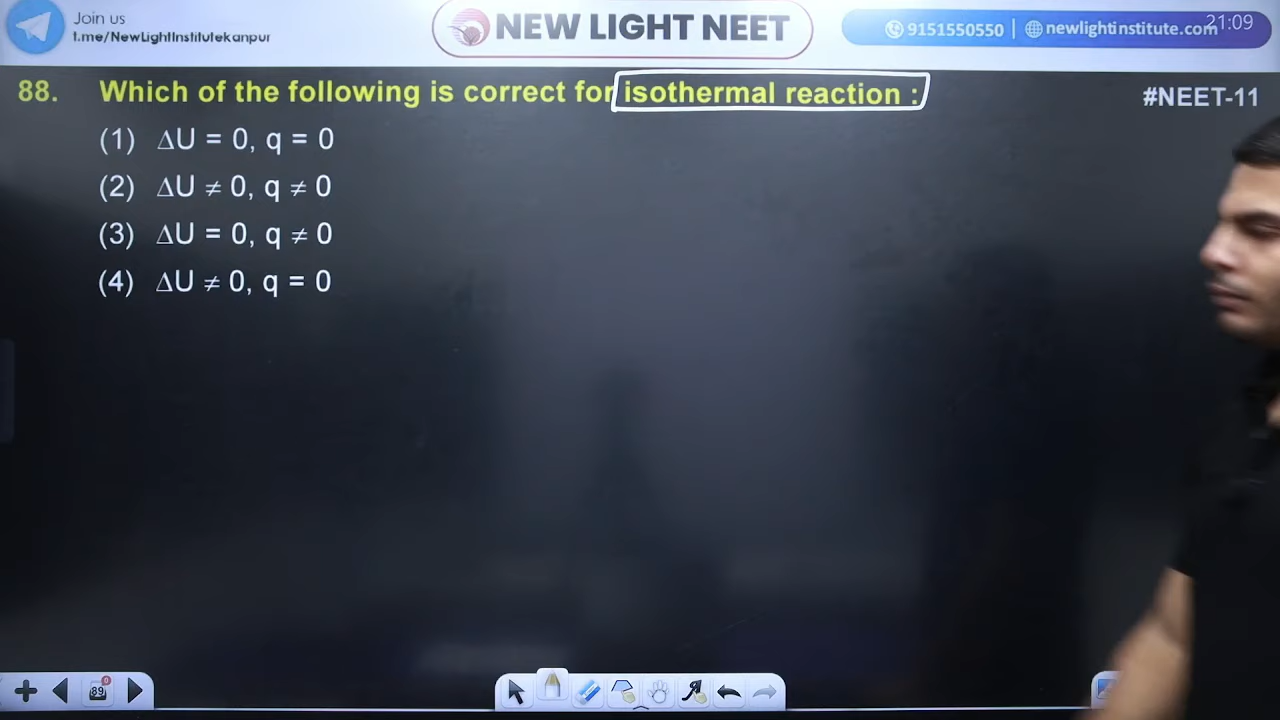 Join us
t.me/NewLightInstitutekanpur
NEW LIGHT NEET
9151550550 | newlightinstitute.com
21:09
88. Which of the following is correct for isothermal reaction :
#NEET-11
(1) ΔU = 0, q = 0
(2) ΔU ≠ 0, q ≠ 0
(3) ΔU = 0, q ≠ 0
(4) ΔU ≠ 0, q = 0
89
0